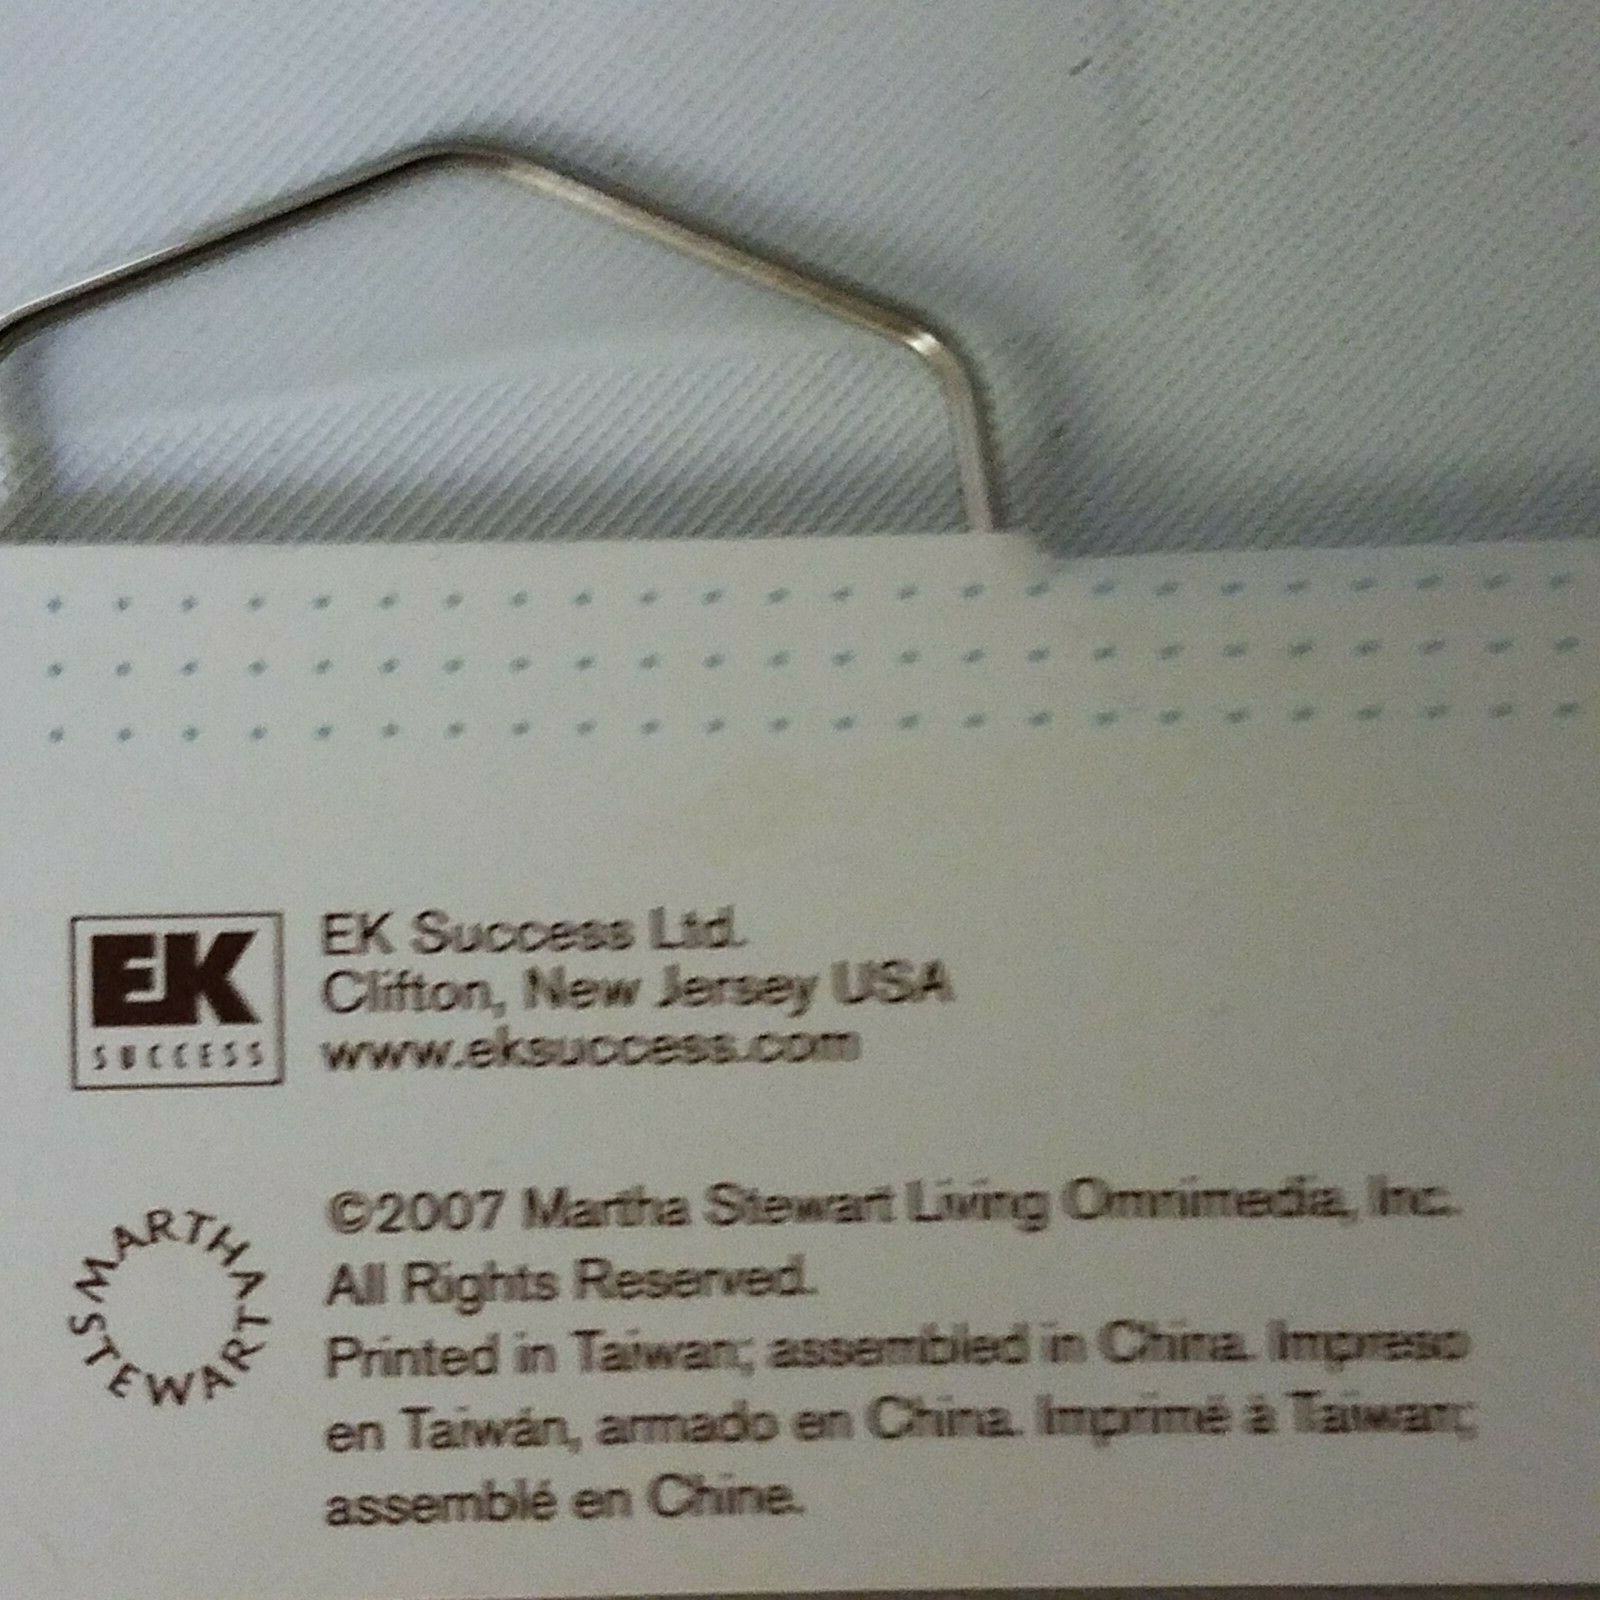 EK
SUCCESS
EK Success Ltd.
Clifton, New Jersey USA
www.eksuccess.com
MARTHA STEWART
©2007 Martha Stewart Living Omnimedia, Inc.
All Rights Reserved.
Printed in Taiwan; assembled in China. Impreso
en Taiwán, armado en China. Imprimé à Taiwan;
assemblé en Chine.